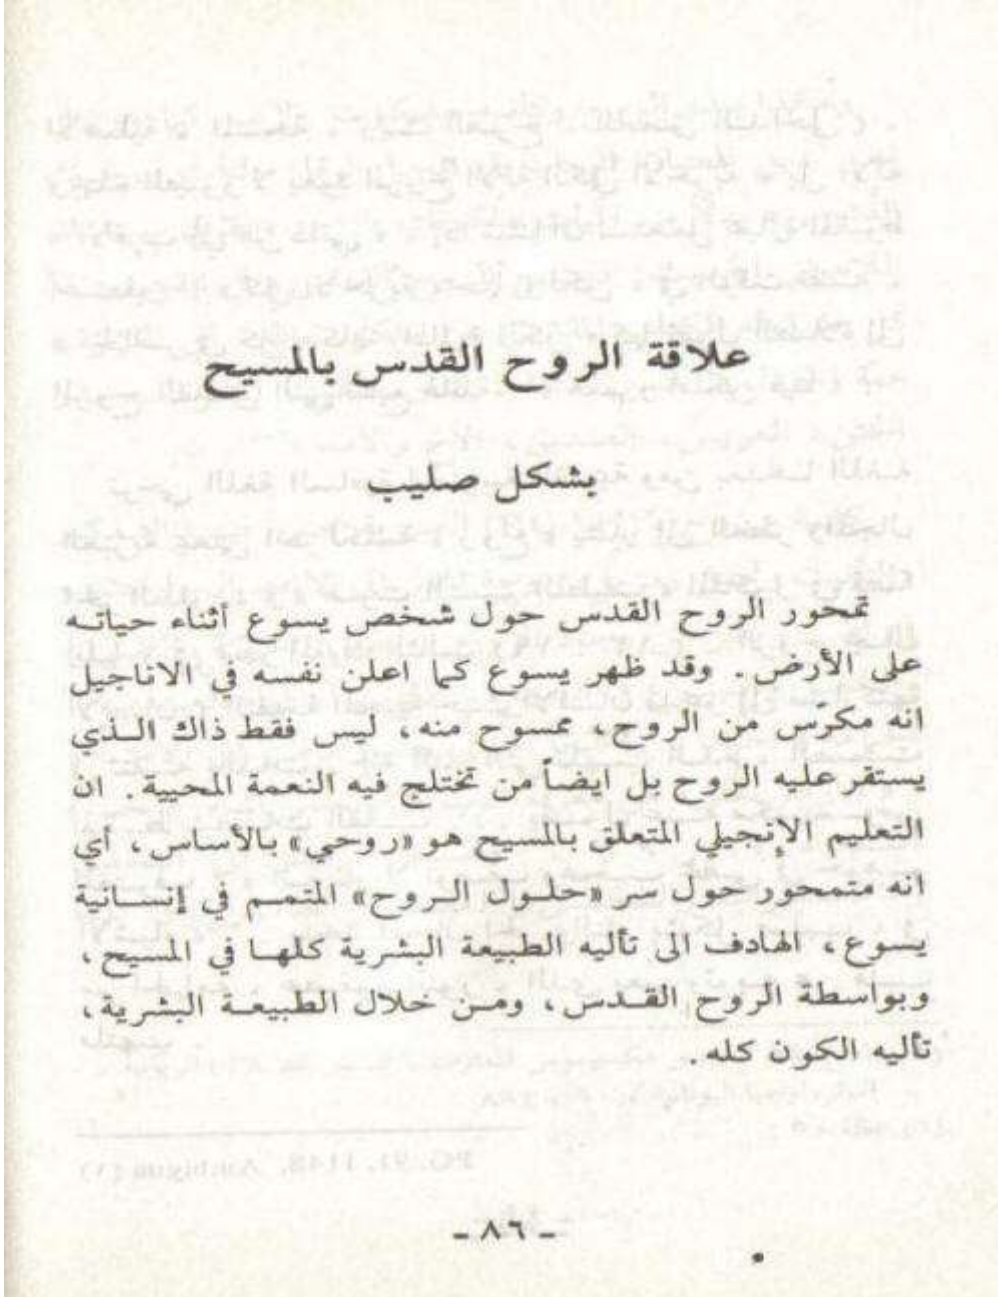 علاقة الروح القدس بالمسيح
بشكل صليب
تمحور الروح القدس حول شخص يسوع أثناء حياته
على الأرض. وقد ظهر يسوع كما اعلن نفسه في الاناجيل
انه مكرّس من الروح، ممسوح منه، ليس فقط ذاك الذي
يستقر عليه الروح بل ايضاً من تختلج فيه النعمة المحيية. ان
التعليم الإنجيلي المتعلق بالمسيح هو «روحي» بالأساس، أي
انه متمحور حول سر «حلول الروح» المتمم في إنسانية
يسوع، الهادف الى تأليه الطبيعة البشرية كلها في المسيح،
وبواسطة الروح القدس، ومن خلال الطبيعة البشرية،
تأليه الكون كله.
- ٨٦ -